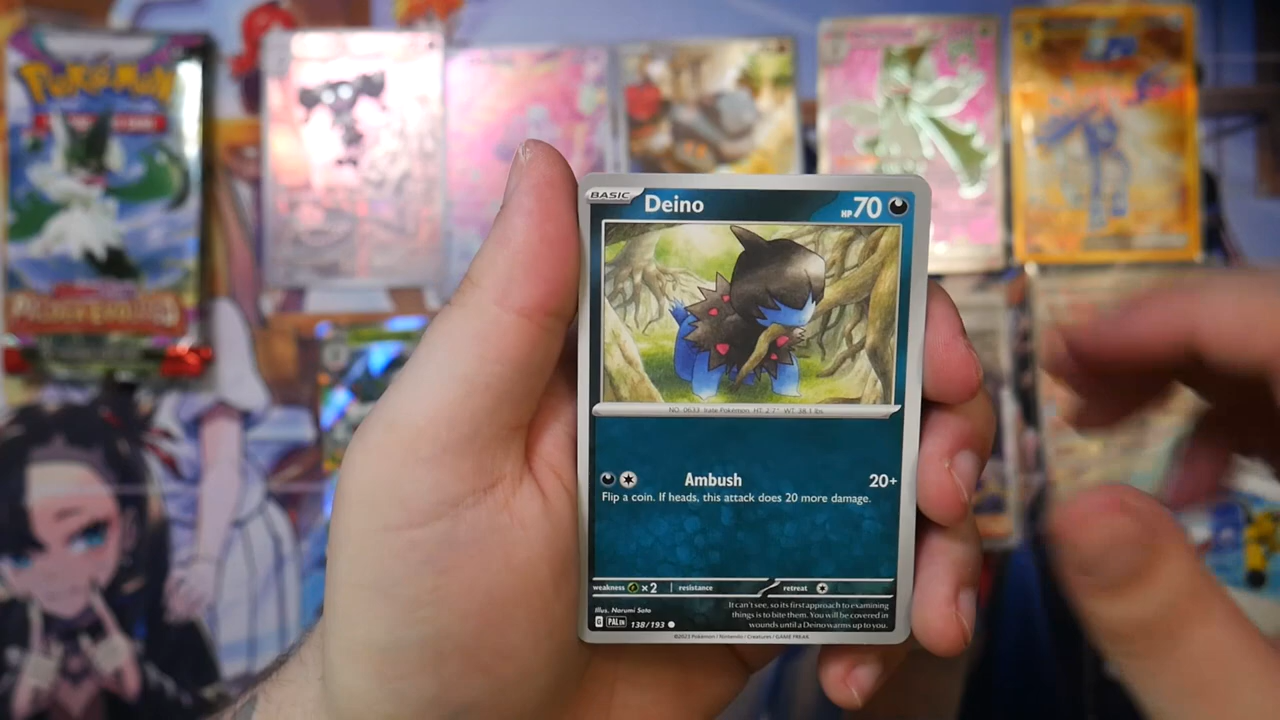 Pokémon
BASIC
Deino
HP 70
NO. 0633 Irate Pokémon HT. 2'7" WT. 38.1 lbs.
Ambush 20+
Flip a coin. If heads, this attack does 20 more damage.
weakness ×2 resistance retreat
Illus. Narumi Sato
It can't see, so its first approach to examining
things is to bite them. You will be covered in
wounds until a Deino warms up to you.
G PAL EN 138/193
©2023 Pokémon / Nintendo / Creatures / GAME FREAK